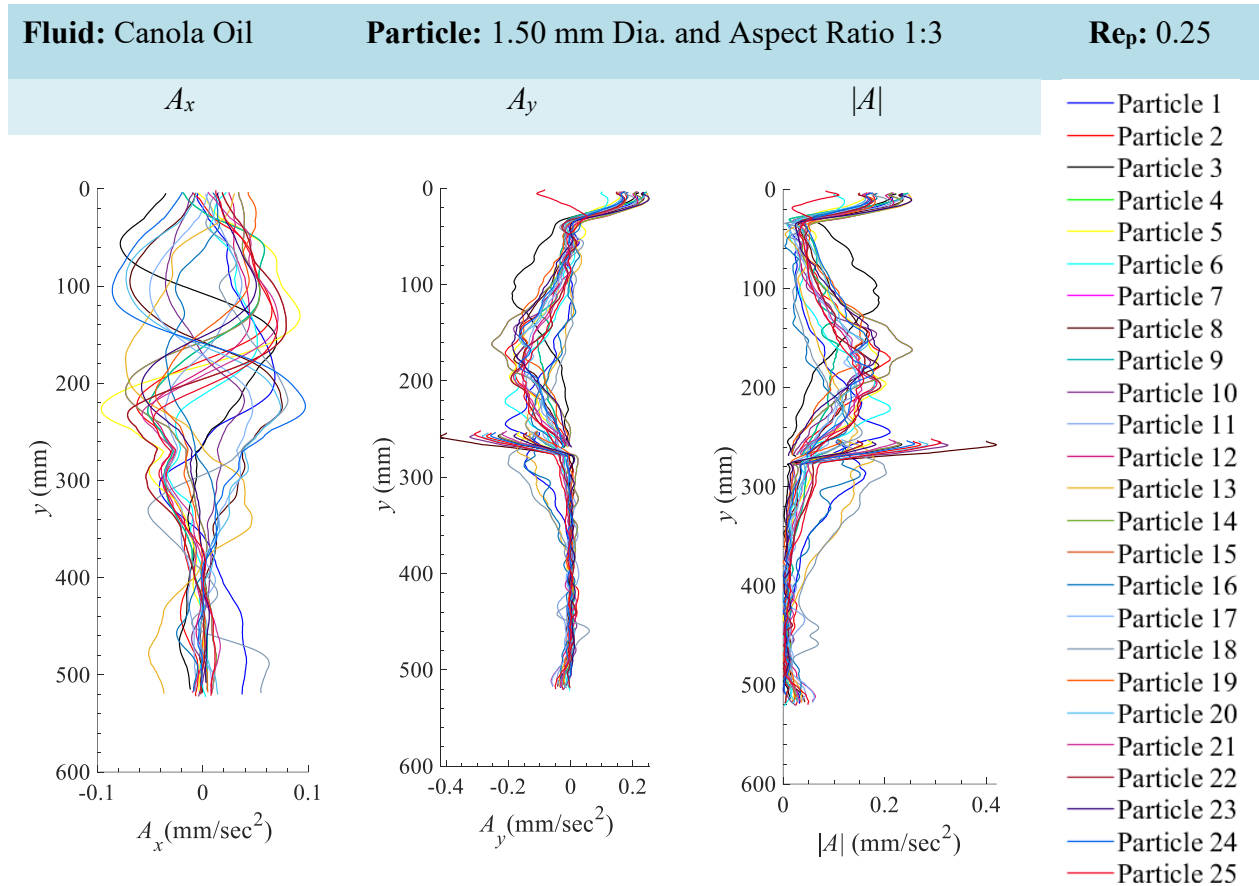 Fluid: Canola Oil Particle: 1.50 mm Dia. and Aspect Ratio 1:3 Rep: 0.25
Ax Ay |A|
Particle 1
Particle 2
Particle 3
Particle 4
Particle 5
Particle 6
Particle 7
Particle 8
Particle 9
Particle 10
Particle 11
Particle 12
Particle 13
Particle 14
Particle 15
Particle 16
Particle 17
Particle 18
Particle 19
Particle 20
Particle 21
Particle 22
Particle 23
Particle 24
Particle 25
0
100
200
300
400
500
600
y (mm)
-0.1 0 0.1
Ax (mm/sec2)
0
100
200
300
400
500
600
y (mm)
-0.4 -0.2 0 0.2
Ay (mm/sec2)
0
100
200
300
400
500
600
y (mm)
0 0.2 0.4
|A| (mm/sec2)